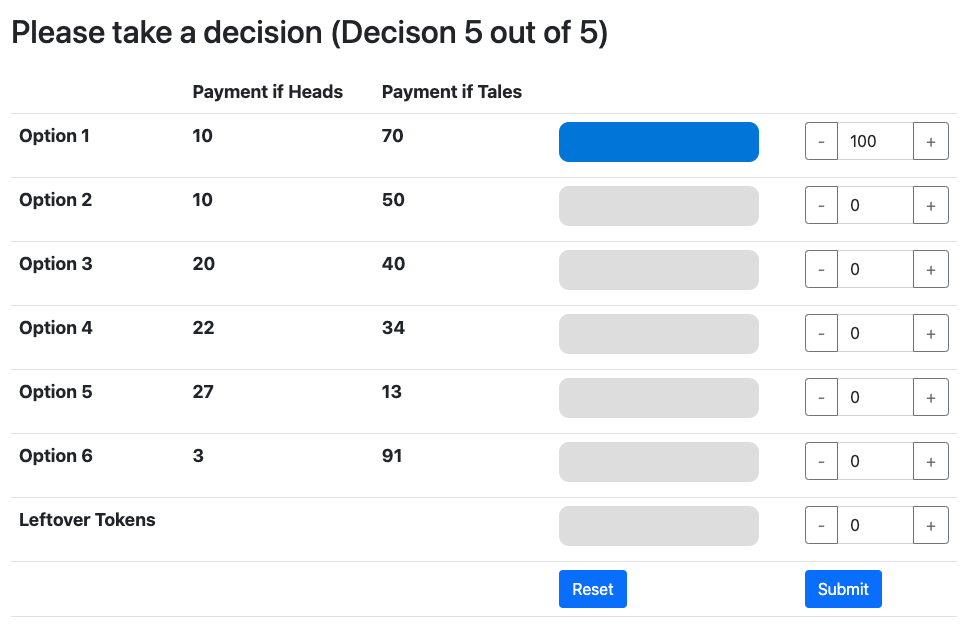 Please take a decision (Decison 5 out of 5)
Payment if Heads Payment if Tales
Option 1 10 70 - 100 +
Option 2 10 50 - 0 +
Option 3 20 40 - 0 +
Option 4 22 34 - 0 +
Option 5 27 13 - 0 +
Option 6 3 91 - 0 +
Leftover Tokens - 0 +
Reset Submit